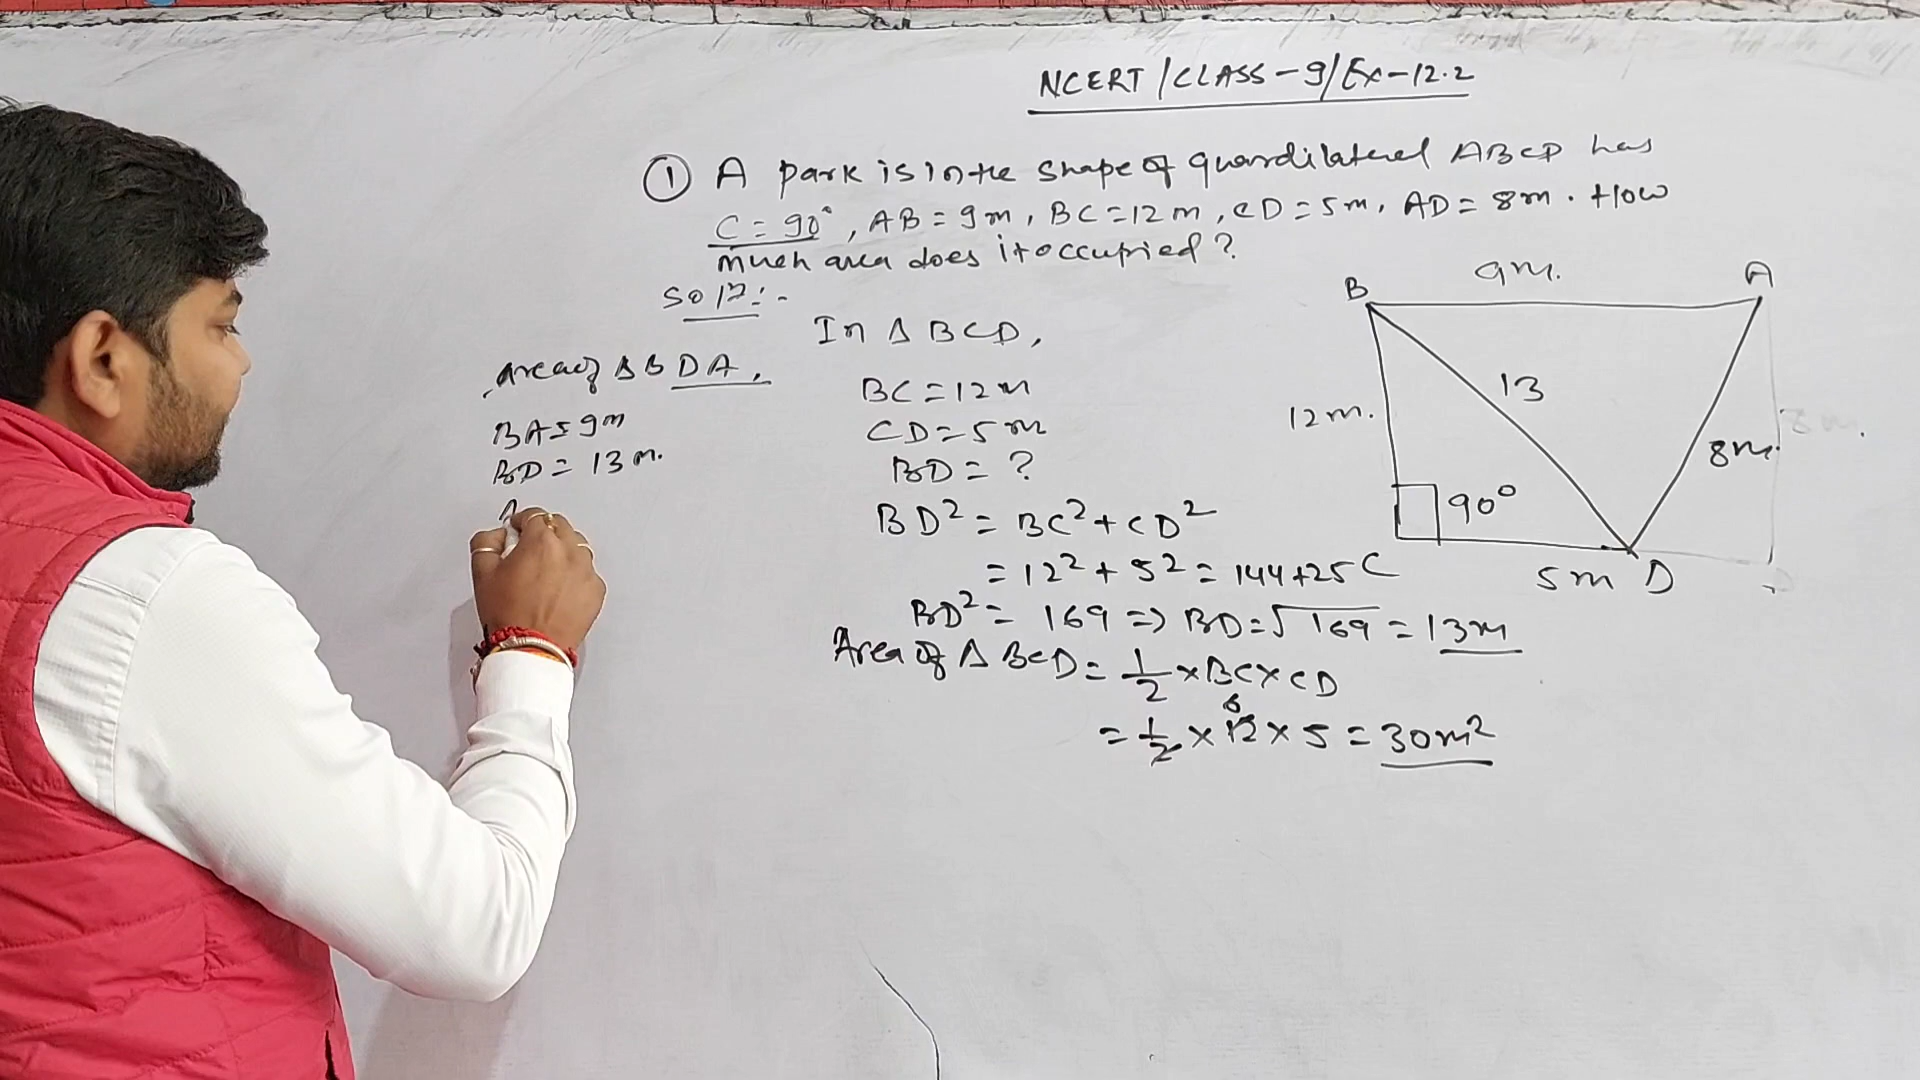 NCERT / CLASS-9/Ex-12.2
① A park is in the shape of quardilateral ABCD has
C = 90°, AB = 9m, BC = 12m, CD = 5m, AD = 8m. How
much area does it occupied?
Solⁿ:-
In Δ BCD,
BC = 12m
CD = 5m
BD = ?
BD² = BC² + CD²
= 12² + 5² = 144+25
BD² = 169 => BD = √169 = 13m
Area of Δ BCD = 1/2 × BC × CD
= 1/2 × 12 × 5 = 30m²
6
area of Δ BDA,
BA = 9m
BD = 13m.
A
B
9m.
A
12m.
13
8m.
8m.
90°
C
5m
D